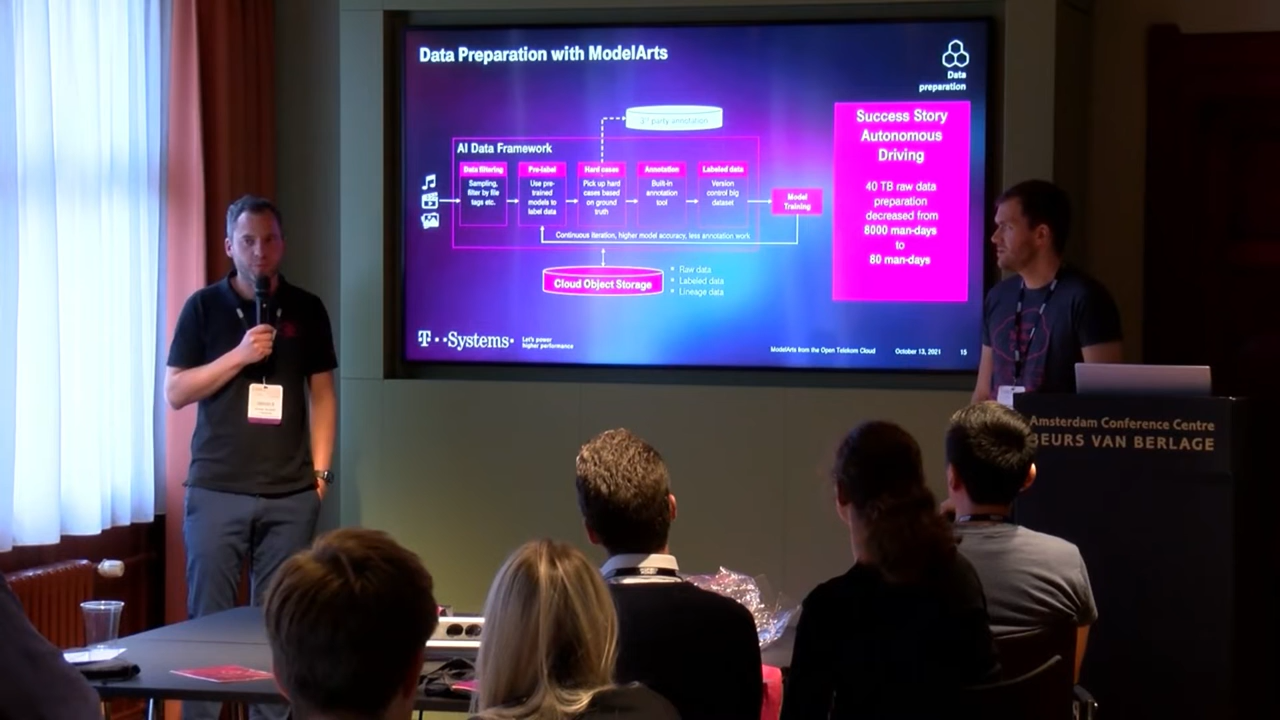 Data Preparation with ModelArts
Data
preparation
3rd party annotation
AI Data Framework
Data filtering
Sampling,
filter by file
tags etc.
Pre-label
Use pre-
trained
models to
label data
Hard cases
Pick up hard
cases based
on ground
truth
Annotation
Built-in
annotation
tool
Labeled data
Version
control big
dataset
Model
Training
Continuous iteration, higher model accuracy, less annotation work
Cloud Object Storage
Raw data
Labeled data
Lineage data
Success Story
Autonomous
Driving
40 TB raw data
preparation
decreased from
8000 man-days
to
80 man-days
T Systems
Let's power
higher performance
ModelArts from the Open Telekom Cloud October 13, 2021 15
Amsterdam Conference Centre
BEURS VAN BERLAGE